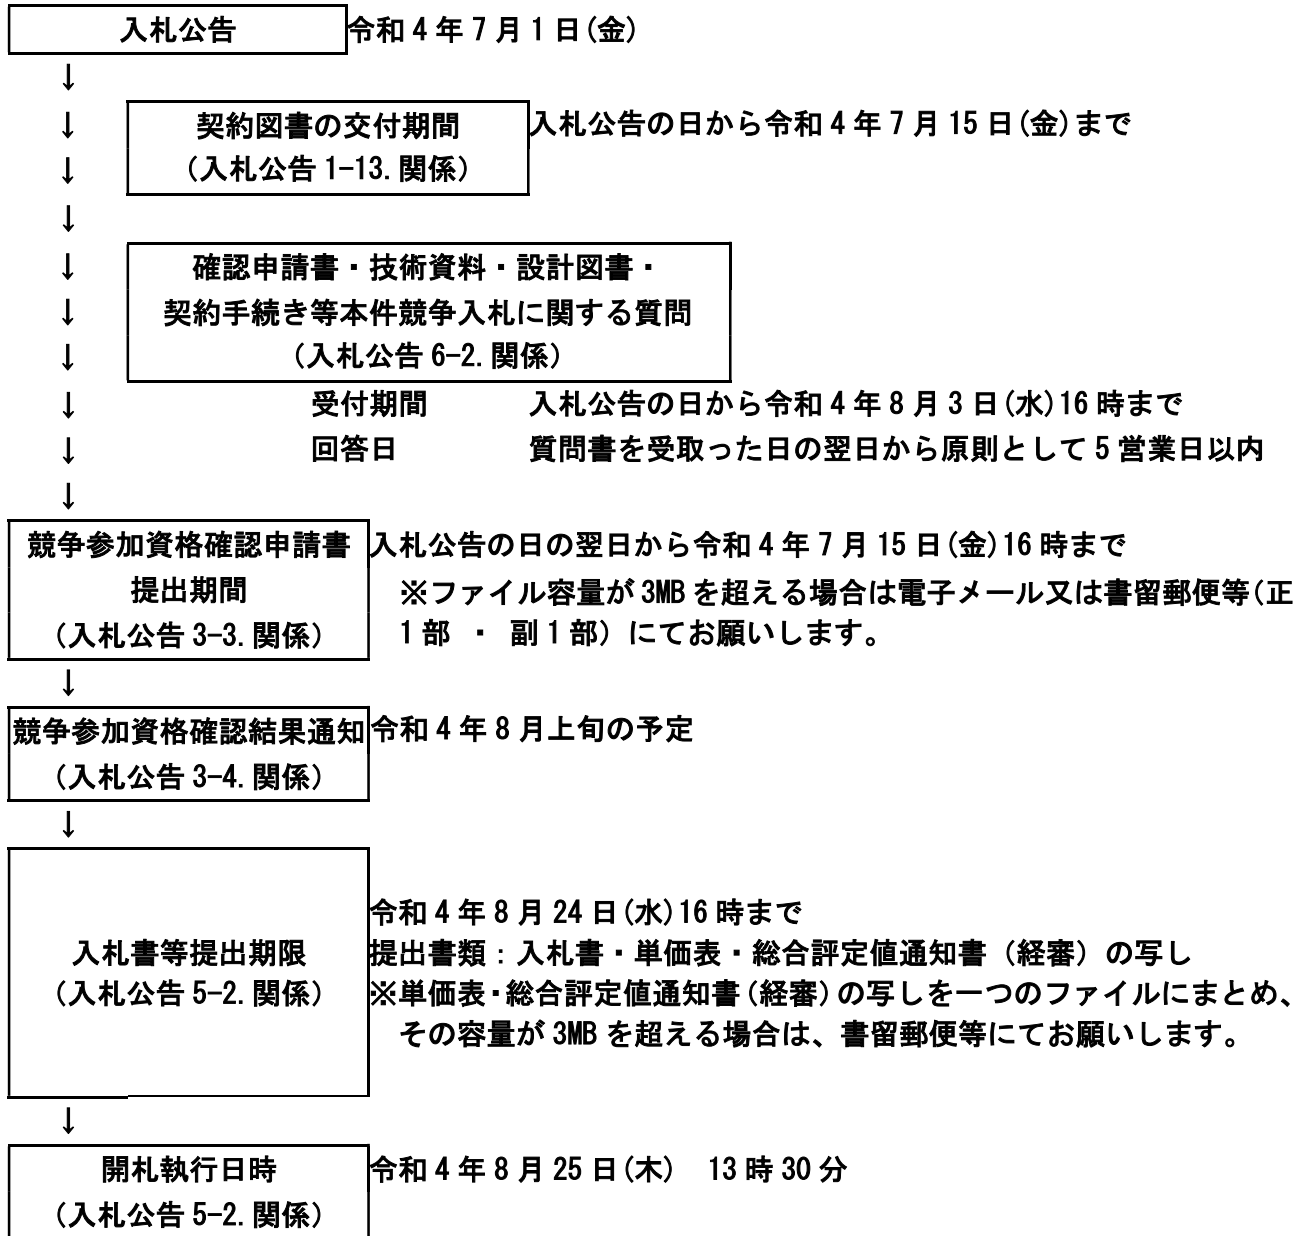 入札公告 令和4年7月1日(金)
↓
↓ 契約図書の交付期間 入札公告の日から令和4年7月15日(金)まで
↓ (入札公告1-13.関係)
↓
↓ 確認申請書・技術資料・設計図書・
↓ 契約手続き等本件競争入札に関する質問
↓ (入札公告6-2.関係)
↓ 受付期間 入札公告の日から令和4年8月3日(水)16時まで
↓ 回答日 質問書を受取った日の翌日から原則として5営業日以内
↓
競争参加資格確認申請書 入札公告の日の翌日から令和4年7月15日(金)16時まで
提出期間 ※ファイル容量が3MBを超える場合は電子メール又は書留郵便等(正
(入札公告3-3.関係) 1部 ・ 副1部)にてお願いします。
↓
競争参加資格確認結果通知 令和4年8月上旬の予定
(入札公告3-4.関係)
↓
令和4年8月24日(水)16時まで
入札書等提出期限 提出書類:入札書・単価表・総合評定値通知書(経審)の写し
(入札公告5-2.関係) ※単価表・総合評定値通知書(経審)の写しを一つのファイルにまとめ、
その容量が3MBを超える場合は、書留郵便等にてお願いします。
↓
開札執行日時 令和4年8月25日(木) 13時30分
(入札公告5-2.関係)